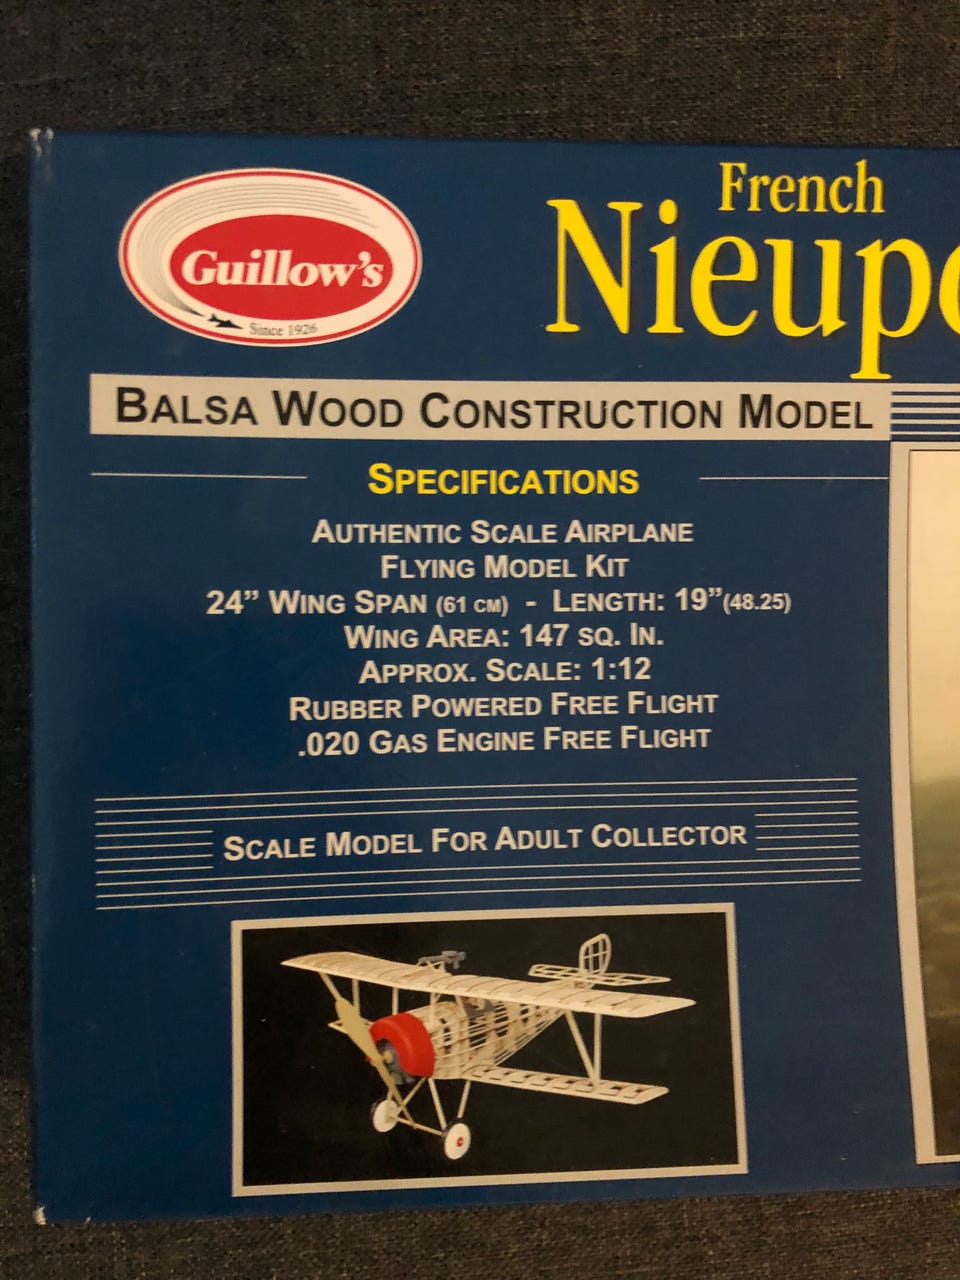 Guillow's
Since 1926
French
Nieupo
BALSA WOOD CONSTRUCTION MODEL
SPECIFICATIONS
AUTHENTIC SCALE AIRPLANE
FLYING MODEL KIT
24” WING SPAN (61 CM) - LENGTH: 19”(48.25)
WING AREA: 147 SQ. IN.
APPROX. SCALE: 1:12
RUBBER POWERED FREE FLIGHT
.020 GAS ENGINE FREE FLIGHT
SCALE MODEL FOR ADULT COLLECTOR